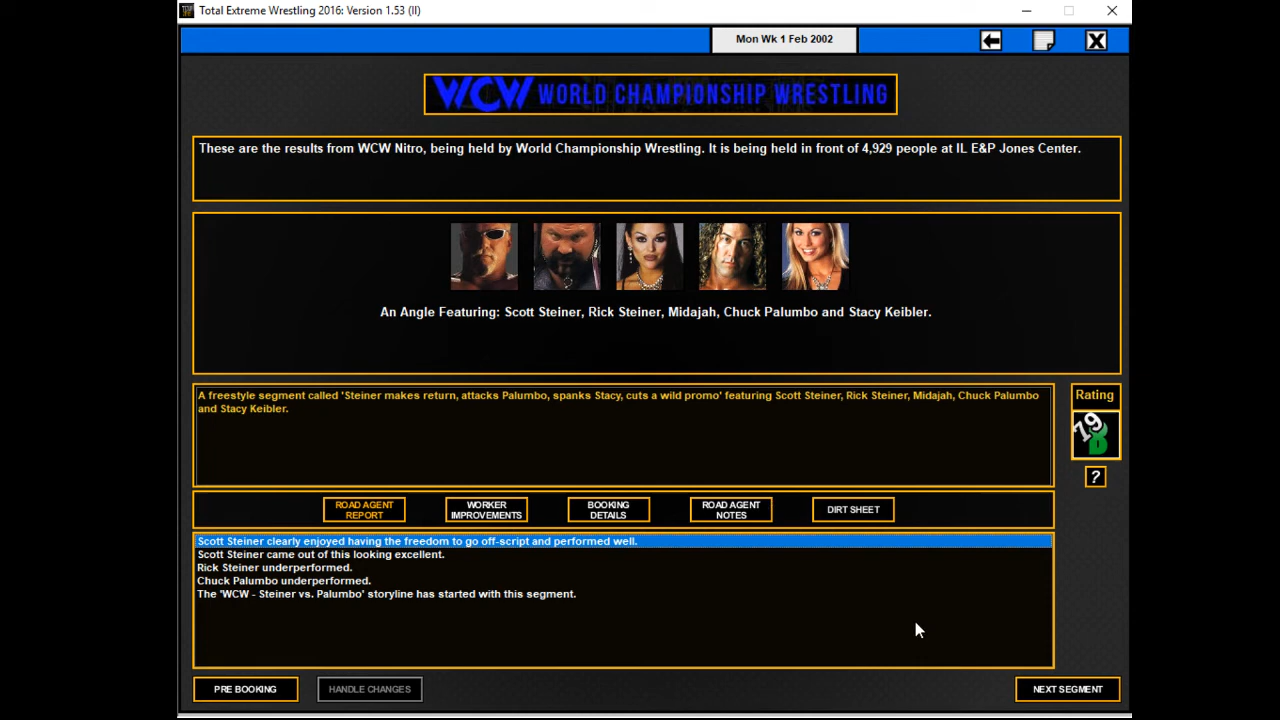 Total Extreme Wrestling 2016: Version 1.53 (II)
Mon Wk 1 Feb 2002
WCW WORLD CHAMPIONSHIP WRESTLING
These are the results from WCW Nitro, being held by World Championship Wrestling. It is being held in front of 4,929 people at IL E&P Jones Center.
An Angle Featuring: Scott Steiner, Rick Steiner, Midajah, Chuck Palumbo and Stacy Keibler.
A freestyle segment called 'Steiner makes return, attacks Palumbo, spanks Stacy, cuts a wild promo' featuring Scott Steiner, Rick Steiner, Midajah, Chuck Palumbo
and Stacy Keibler.
Rating
79
B
?
ROAD AGENT
REPORT
WORKER
IMPROVEMENTS
BOOKING
DETAILS
ROAD AGENT
NOTES
DIRT SHEET
Scott Steiner clearly enjoyed having the freedom to go off-script and performed well.
Scott Steiner came out of this looking excellent.
Rick Steiner underperformed.
Chuck Palumbo underperformed.
The 'WCW - Steiner vs. Palumbo' storyline has started with this segment.
PRE BOOKING
HANDLE CHANGES
NEXT SEGMENT